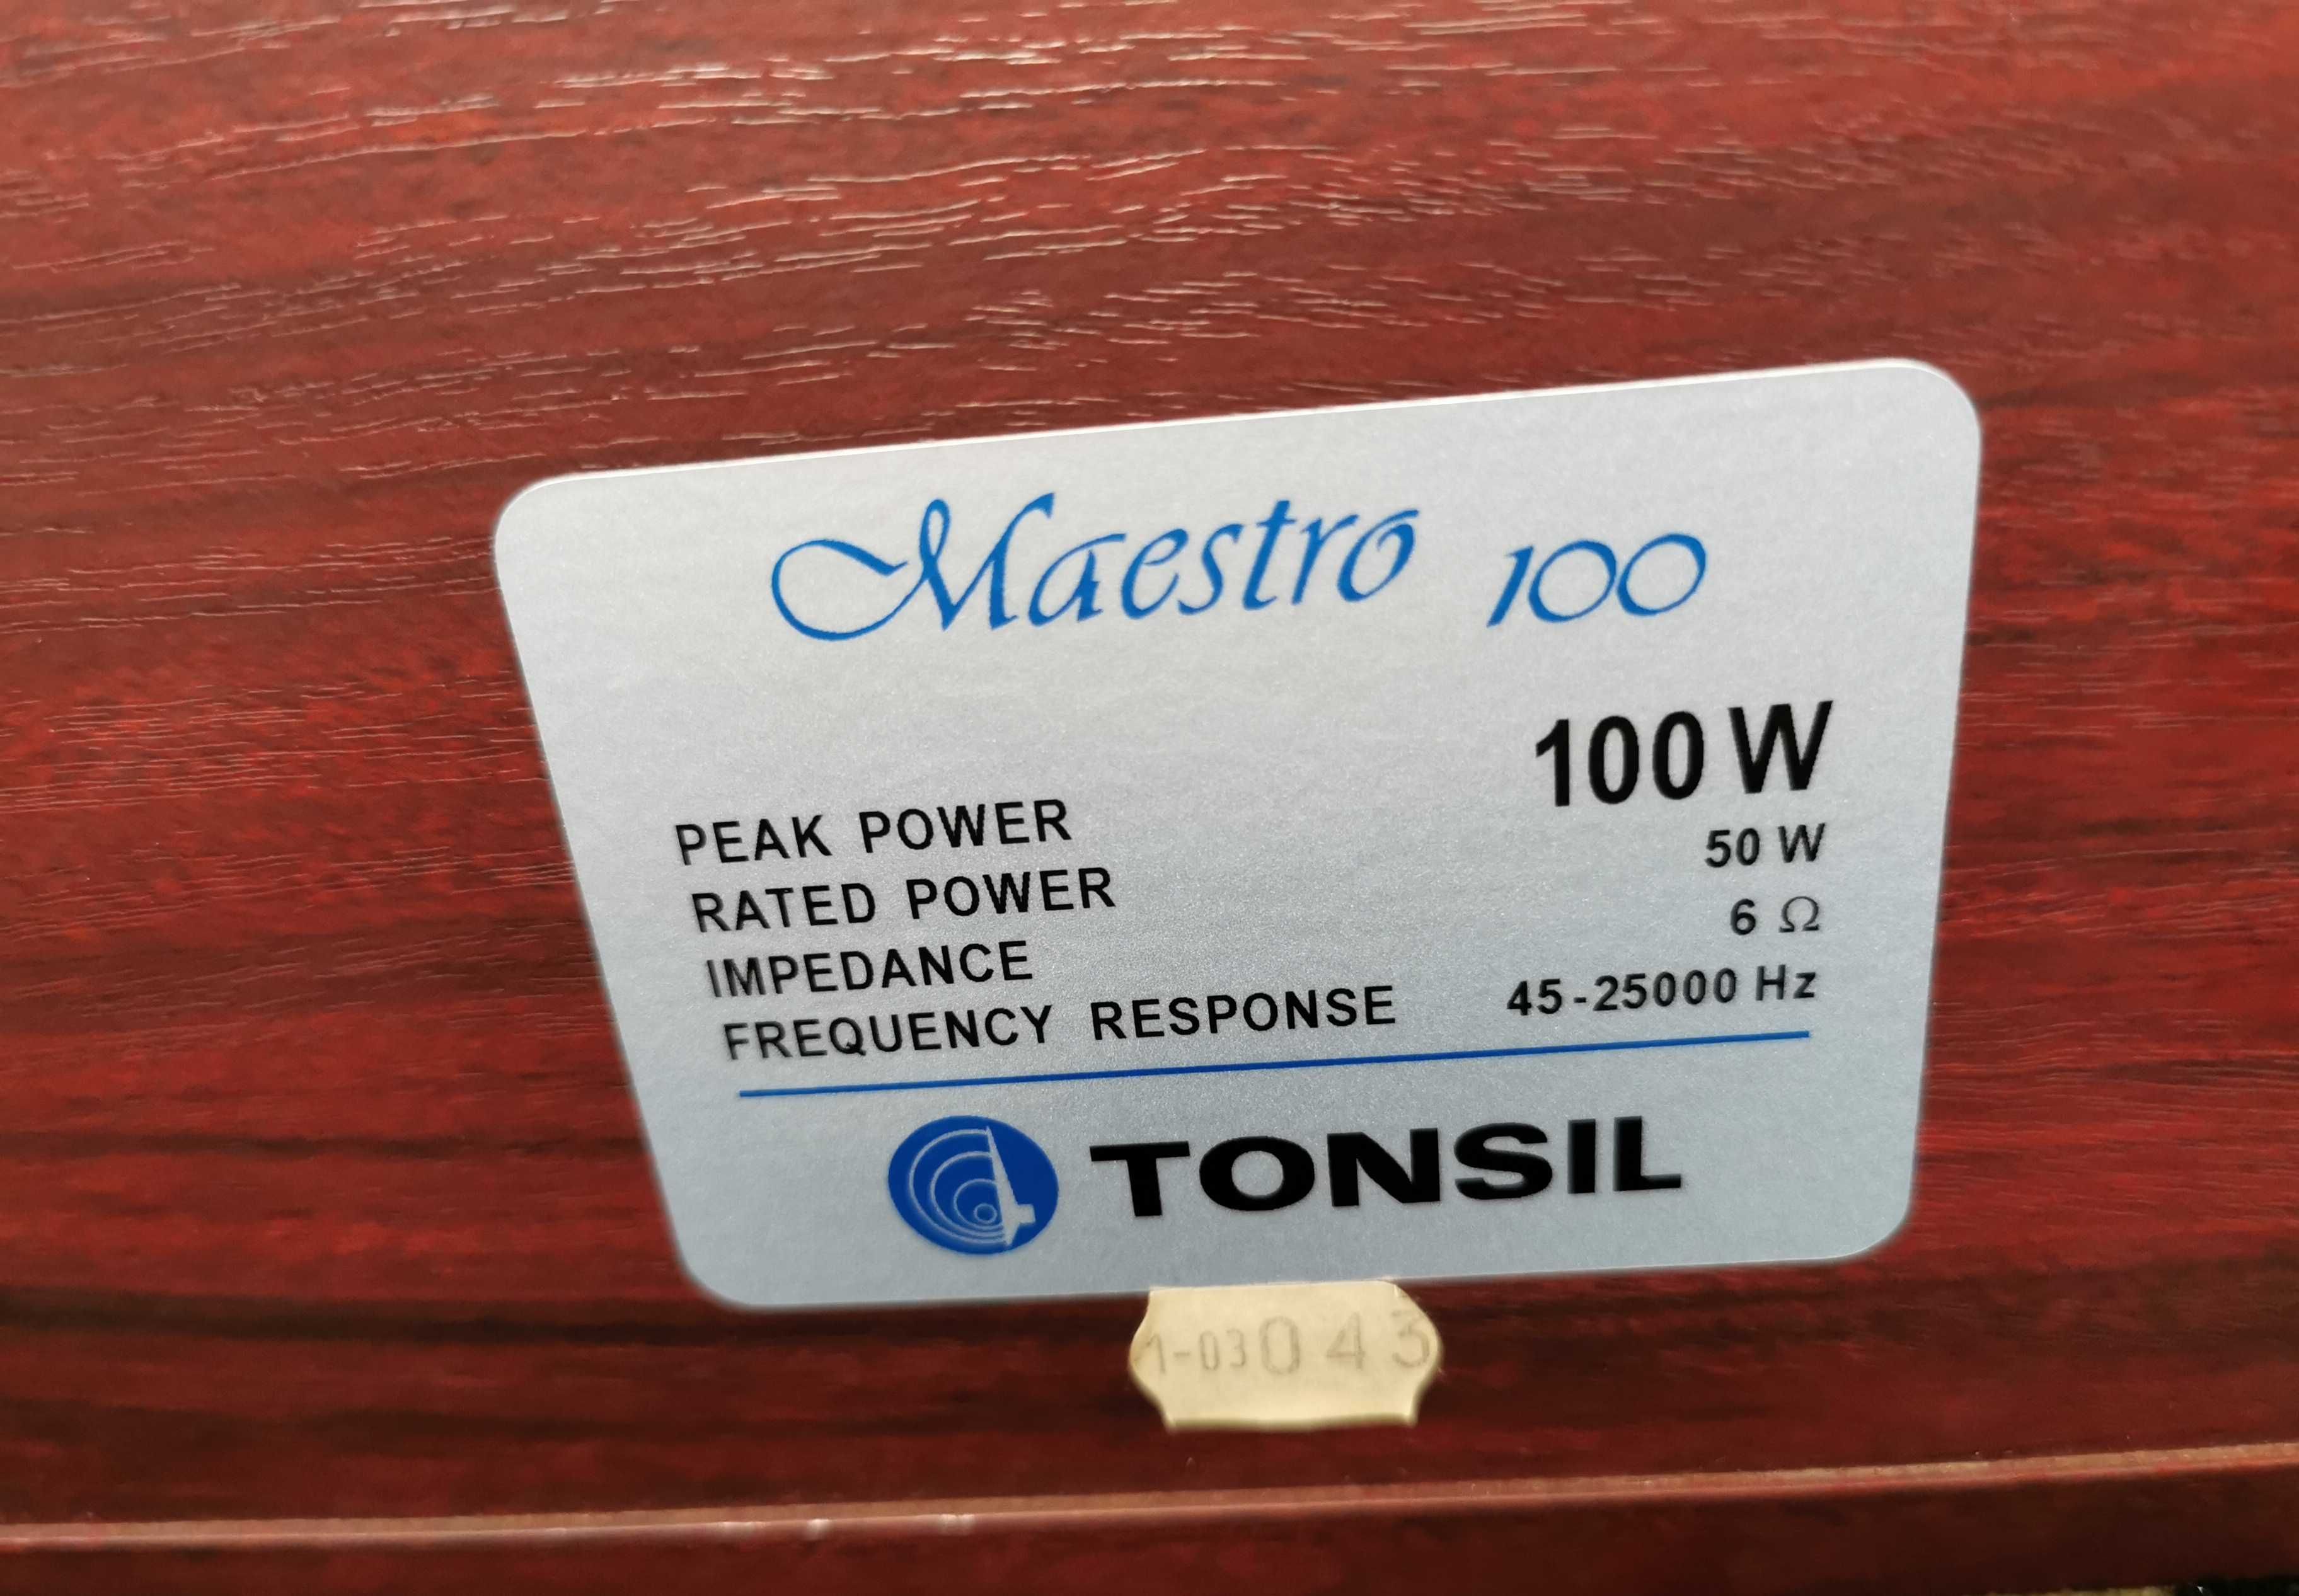 Maestro 100
PEAK POWER 100 W
RATED POWER 50 W
IMPEDANCE 6 Ω
FREQUENCY RESPONSE 45-25000 Hz
TONSIL
1-03043